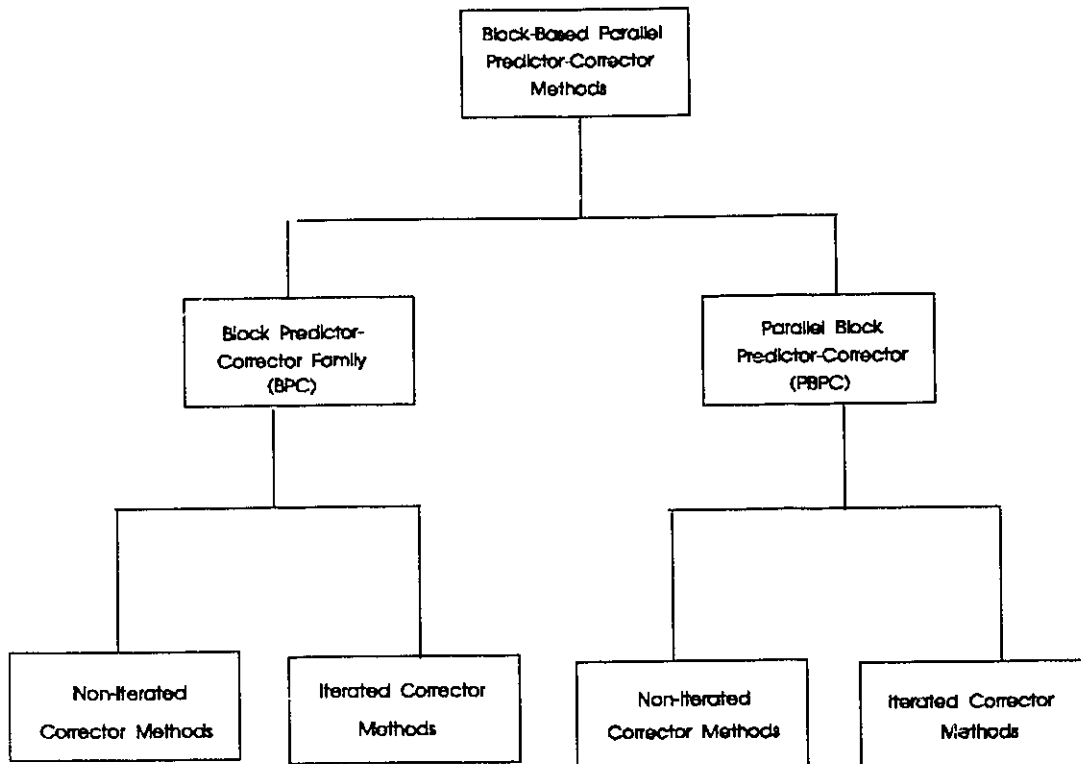 Block-Based Parallel
Predictor-Corrector
Methods
Block Predictor-
Corrector Family
(BPC)
Parallel Block
Predictor-Corrector
(PBPC)
Non-Iterated
Corrector Methods
Iterated Corrector
Methods
Non-Iterated
Corrector Methods
Iterated Corrector
Methods